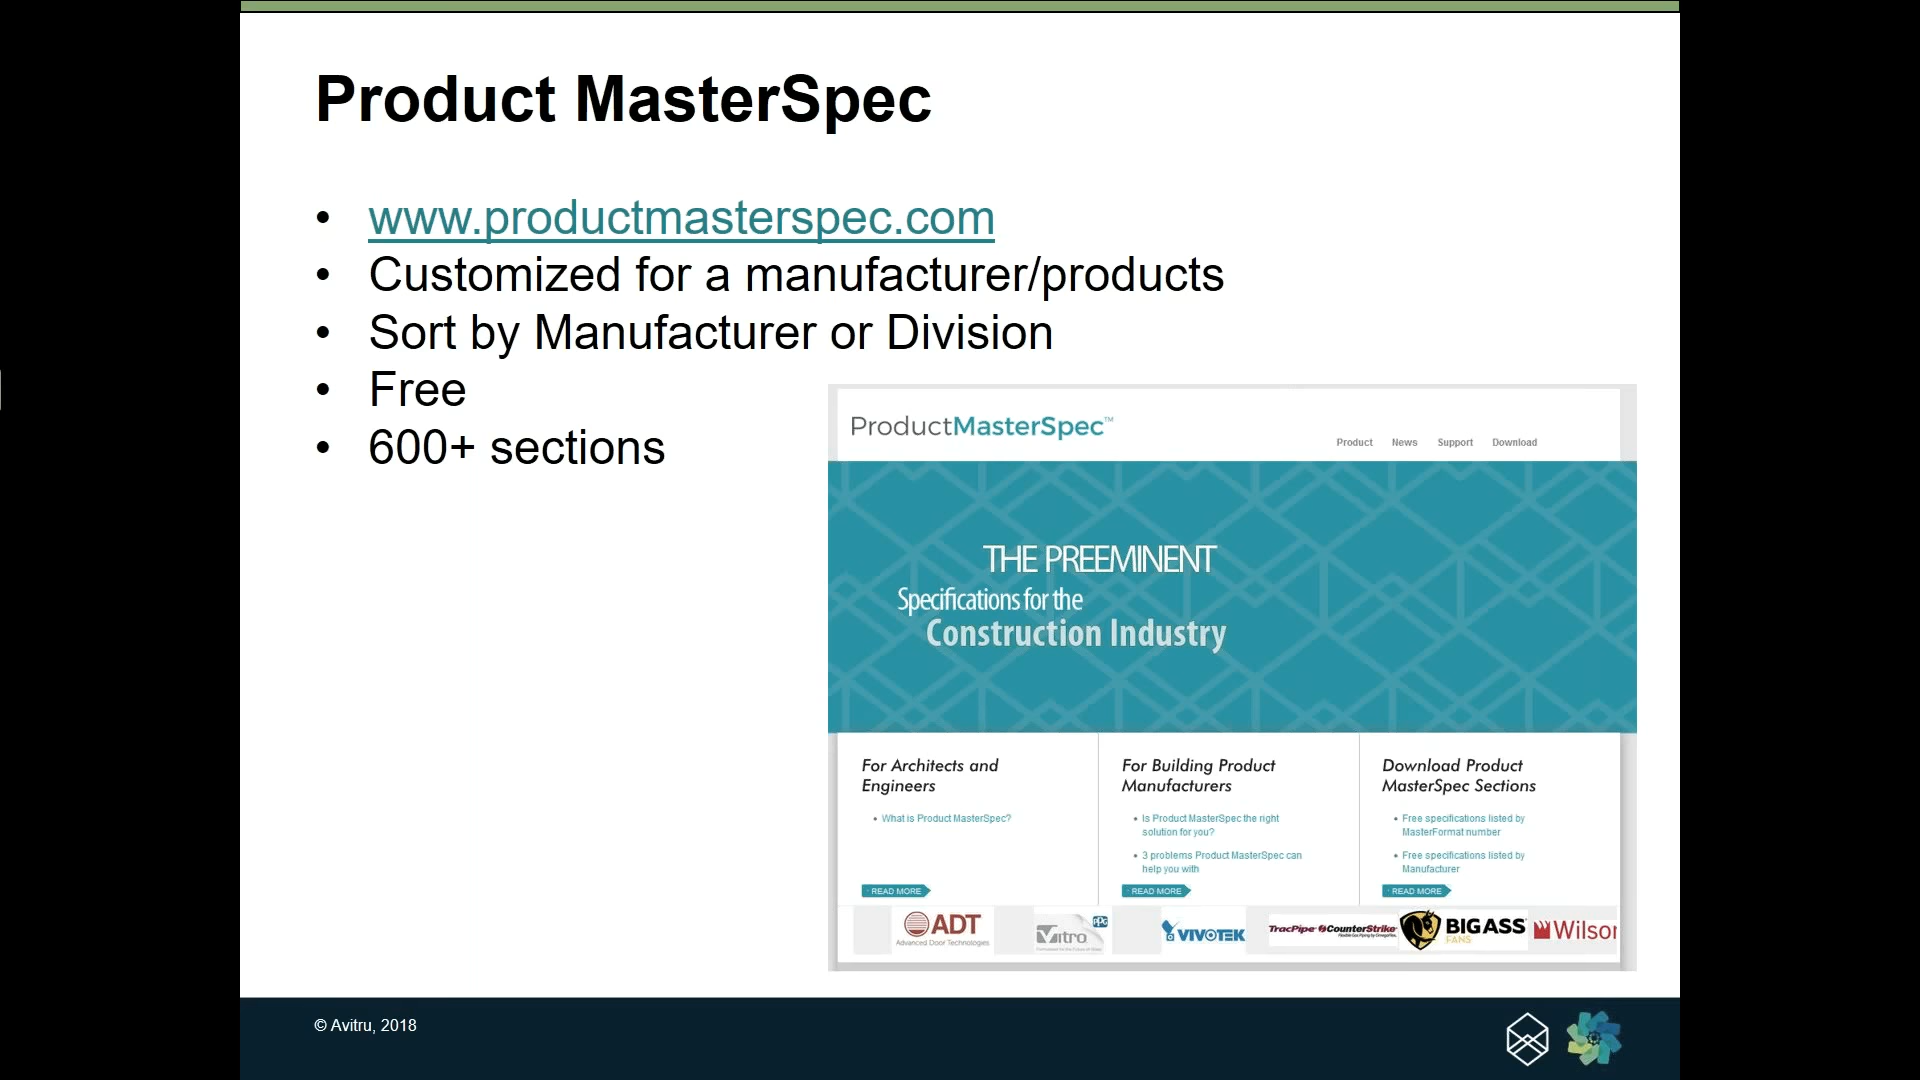 Product MasterSpec
• www.productmasterspec.com
• Customized for a manufacturer/products
• Sort by Manufacturer or Division
• Free
• 600+ sections
ProductMasterSpec™
Product News Support Download
THE PREEMINENT
Specifications for the
Construction Industry
For Architects and
Engineers
• What is Product MasterSpec?
READ MORE
For Building Product
Manufacturers
• Is Product MasterSpec the right
solution for you?
• 3 problems Product MasterSpec can
help you with
READ MORE
Download Product
MasterSpec Sections
• Free specifications listed by
MasterFormat number
• Free specifications listed by
Manufacturer
READ MORE
ADT
Advanced Door Technologies
Vitro
PPG
VIVOTEK
TracPipe CounterStrike
BIG ASS
FANS
Wilson
© Avitru, 2018